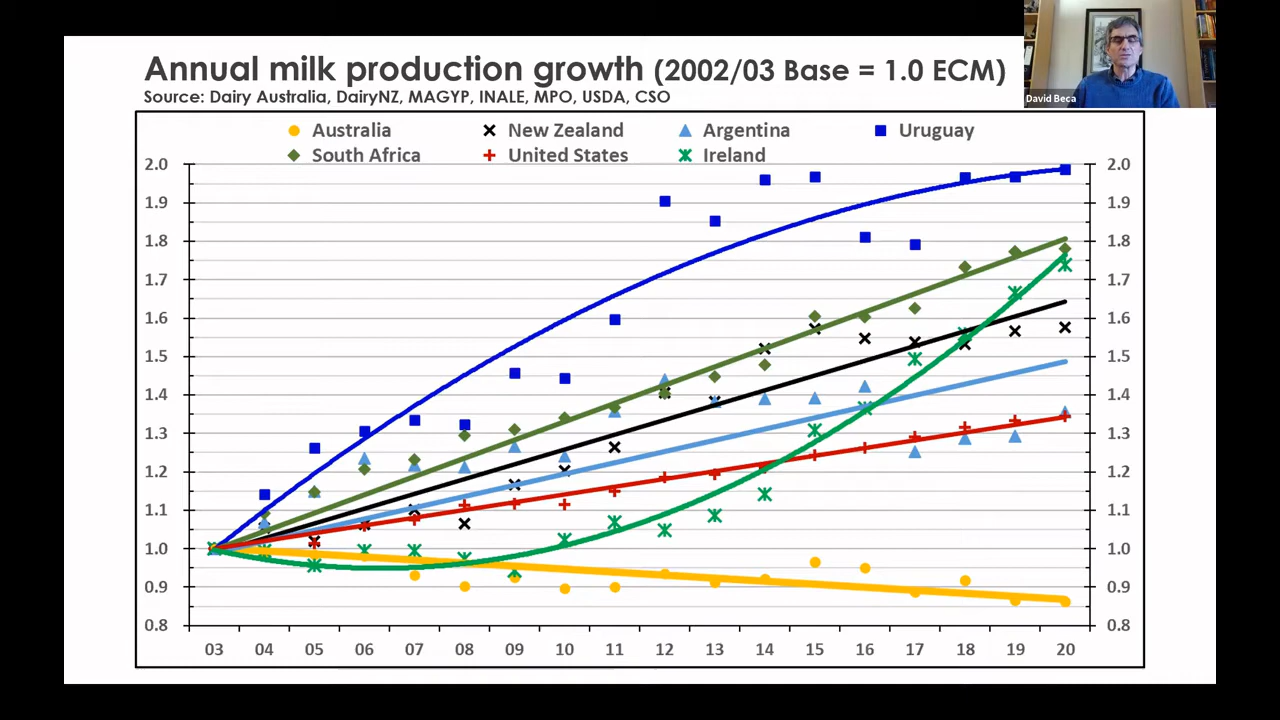 Annual milk production growth (2002/03 Base = 1.0 ECM)
Source: Dairy Australia, DairyNZ, MAGYP, INALE, MPO, USDA, CSO
David Beca
Australia New Zealand Argentina Uruguay
South Africa United States Ireland
2.0 2.0
1.9 1.9
1.8 1.8
1.7 1.7
1.6 1.6
1.5 1.5
1.4 1.4
1.3 1.3
1.2 1.2
1.1 1.1
1.0 1.0
0.9 0.9
0.8 0.8
03 04 05 06 07 08 09 10 11 12 13 14 15 16 17 18 19 20